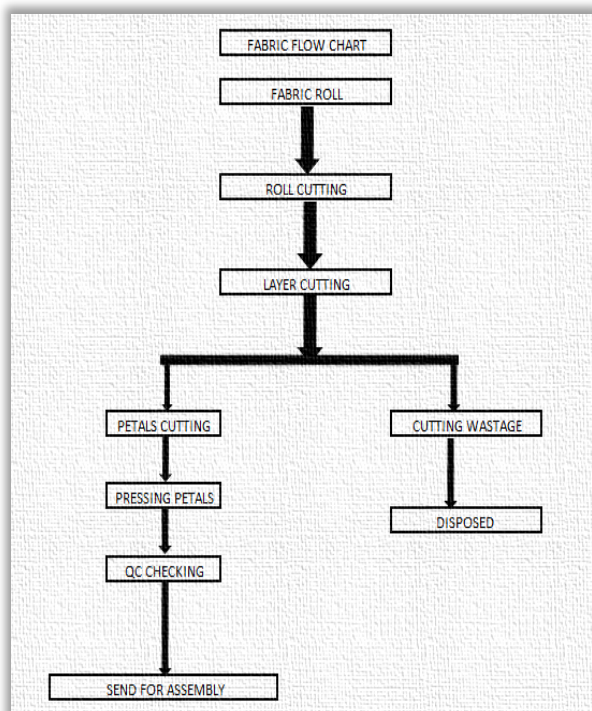 FABRIC FLOW CHART
FABRIC ROLL
ROLL CUTTING
LAYER CUTTING
PETALS CUTTING
CUTTING WASTAGE
PRESSING PETALS
DISPOSED
QC CHECKING
SEND FOR ASSEMBLY